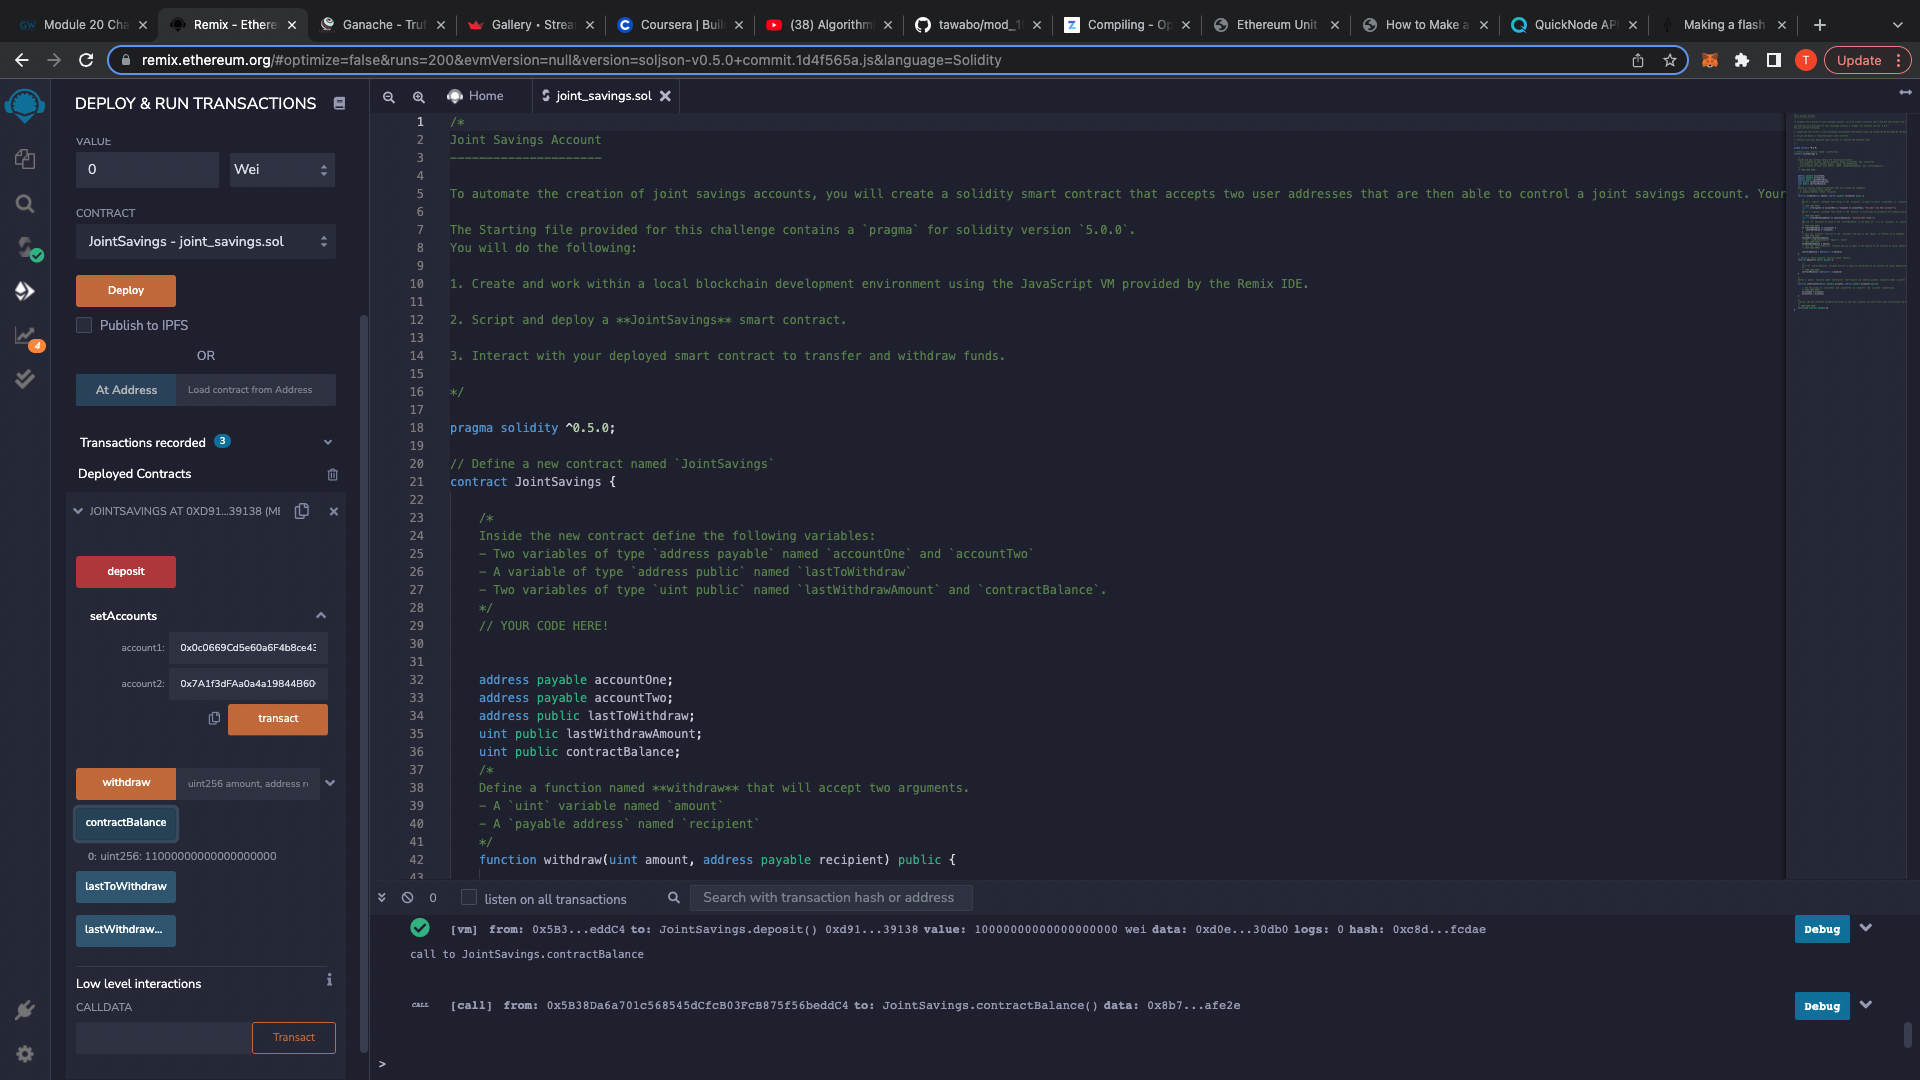 Module 20 Cha
Remix - Ethere
Ganache - Truf
Gallery • Strea
Coursera | Buil
(38) Algorithm
tawabo/mod_1
Compiling - Op
Ethereum Unit
How to Make a
QuickNode API
Making a flash
remix.ethereum.org/#optimize=false&runs=200&evmVersion=null&version=soljson-v0.5.0+commit.1d4f565a.js&language=Solidity
T
Update
DEPLOY & RUN TRANSACTIONS
VALUE
0
Wei
CONTRACT
JointSavings - joint_savings.sol
Deploy
Publish to IPFS
OR
At Address
Load contract from Address
4
Transactions recorded 3
Deployed Contracts
JOINTSAVINGS AT 0XD91...39138 (ME
deposit
setAccounts
account1: 0x0c0669Cd5e60a6F4b8ce43
account2: 0x7A1f3dFAa0a4a19844B60
transact
withdraw
uint256 amount, address r
contractBalance
0: uint256: 11000000000000000000
lastToWithdraw
lastWithdraw...
Low level interactions
i
CALLDATA
Transact
Home
joint_savings.sol
1 /*
2 Joint Savings Account
3 ---------------------
4
5 To automate the creation of joint savings accounts, you will create a solidity smart contract that accepts two user addresses that are then able to control a joint savings account. Your
6
7 The Starting file provided for this challenge contains a `pragma` for solidity version `5.0.0`.
8 You will do the following:
9
10 1. Create and work within a local blockchain development environment using the JavaScript VM provided by the Remix IDE.
11
12 2. Script and deploy a **JointSavings** smart contract.
13
14 3. Interact with your deployed smart contract to transfer and withdraw funds.
15
16 */
17
18 pragma solidity ^0.5.0;
19
20 // Define a new contract named `JointSavings`
21 contract JointSavings {
22
23 /*
24 Inside the new contract define the following variables:
25 - Two variables of type `address payable` named `accountOne` and `accountTwo`
26 - A variable of type `address public` named `lastToWithdraw`
27 - Two variables of type `uint public` named `lastWithdrawAmount` and `contractBalance`.
28 */
29 // YOUR CODE HERE!
30
31
32 address payable accountOne;
33 address payable accountTwo;
34 address public lastToWithdraw;
35 uint public lastWithdrawAmount;
36 uint public contractBalance;
37 /*
38 Define a function named **withdraw** that will accept two arguments.
39 - A `uint` variable named `amount`
40 - A `payable address` named `recipient`
41 */
42 function withdraw(uint amount, address payable recipient) public {
43
0
listen on all transactions
Search with transaction hash or address
[vm] from: 0x5B3...eddC4 to: JointSavings.deposit() 0xd91...39138 value: 10000000000000000000 wei data: 0xd0e...30db0 logs: 0 hash: 0xc8d...fcdae
Debug
call to JointSavings.contractBalance
CALL [call] from: 0x5B38Da6a701c568545dCfcB03FcB875f56beddC4 to: JointSavings.contractBalance() data: 0x8b7...afe2e
Debug
>